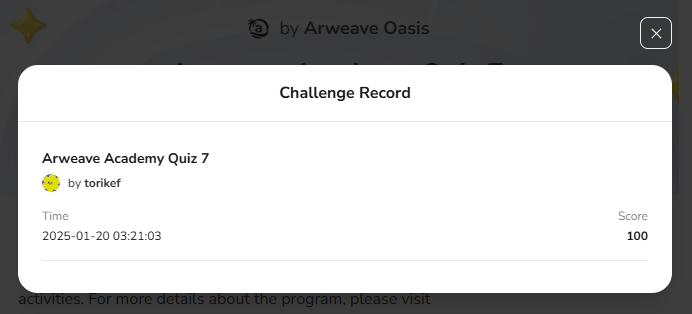 by Arweave Oasis
Challenge Record
Arweave Academy Quiz 7
by torikef
Time
Score
2025-01-20 03:21:03
100
activities. For more details about the program, please visit